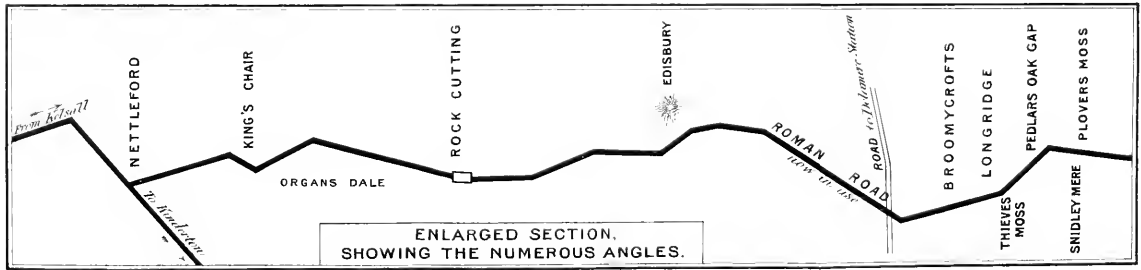 From Kelsall
NETTLEFORD
To Kinderton
KING'S CHAIR
ORGANS DALE
ROCK CUTTING
EDISBURY
ROMAN ROAD
now in use
ROAD to Delamere Station
BROOMYCROFTS
LONGRIDGE
THIEVES
MOSS
PEDLARS OAK GAP
SNIDLEY MERE
PLOVERS MOSS
ENLARGED SECTION,
SHOWING THE NUMEROUS ANGLES.